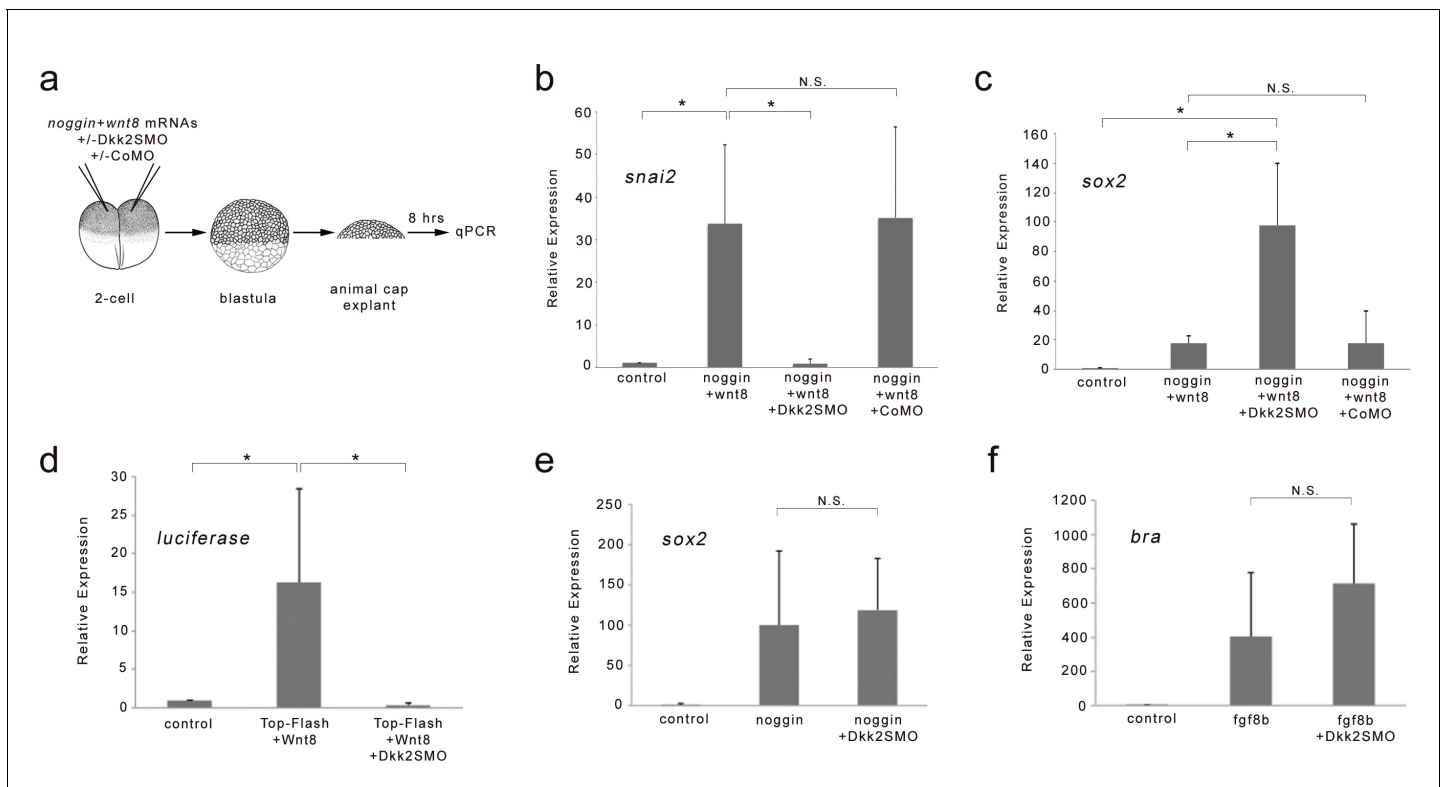 a
noggin+wnt8 mRNAs
+/-Dkk2SMO
+/-CoMO
8 hrs
qPCR
2-cell
blastula
animal cap
explant
b
N.S.
*
*
60
50
40
30
20
10
0
Relative Expression
snai2
control
noggin
+wnt8
noggin
+wnt8
+Dkk2SMO
noggin
+wnt8
+CoMO
c
N.S.
*
*
160
140
120
100
80
60
40
20
0
Relative Expression
sox2
control
noggin
+wnt8
noggin
+wnt8
+Dkk2SMO
noggin
+wnt8
+CoMO
d
*
*
30
25
20
15
10
5
0
Relative Expression
luciferase
control
Top-Flash
+Wnt8
Top-Flash
+Wnt8
+Dkk2SMO
e
N.S.
250
200
150
100
50
0
Relative Expression
sox2
control
noggin
noggin
+Dkk2SMO
f
N.S.
1200
1000
800
600
400
200
0
Relative Expression
bra
control
fgf8b
fgf8b
+Dkk2SMO